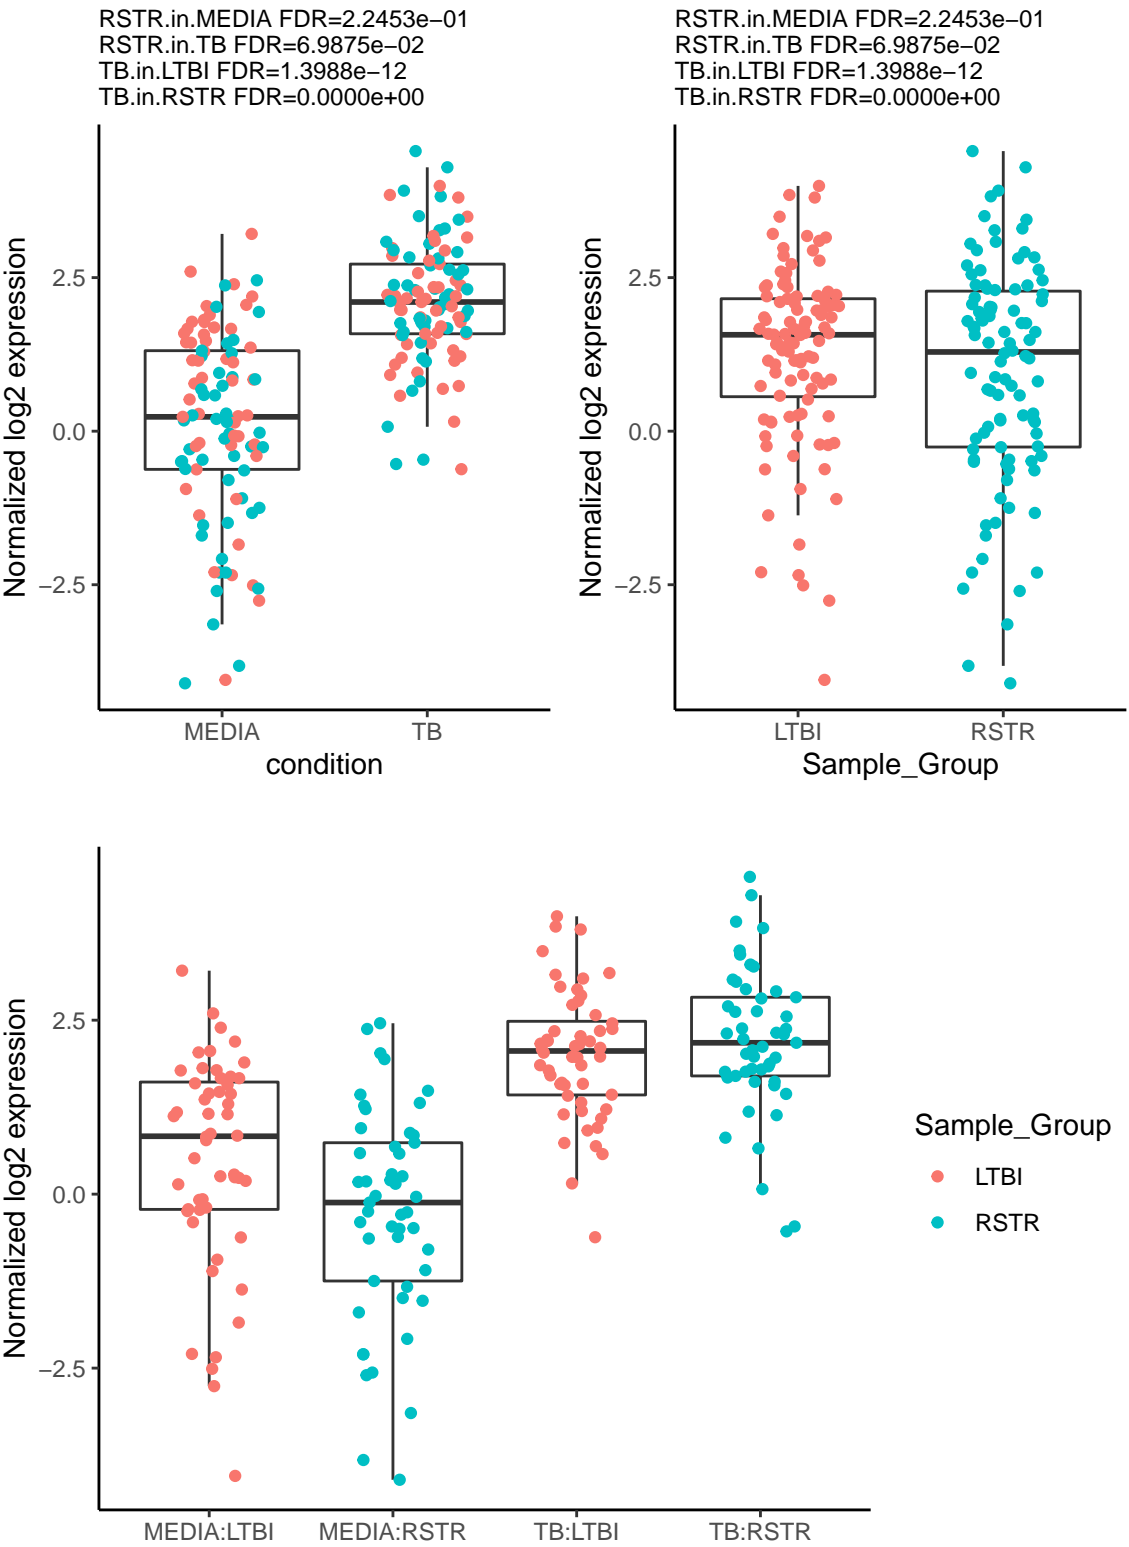 RSTR.in.MEDIA FDR=2.2453e−01
RSTR.in.TB FDR=6.9875e−02
TB.in.LTBI FDR=1.3988e−12
TB.in.RSTR FDR=0.0000e+00
Normalized log2 expression
2.5
0.0
−2.5
MEDIA TB
condition
RSTR.in.MEDIA FDR=2.2453e−01
RSTR.in.TB FDR=6.9875e−02
TB.in.LTBI FDR=1.3988e−12
TB.in.RSTR FDR=0.0000e+00
Normalized log2 expression
2.5
0.0
−2.5
LTBI RSTR
Sample_Group
Normalized log2 expression
2.5
0.0
−2.5
MEDIA:LTBI MEDIA:RSTR TB:LTBI TB:RSTR
Sample_Group
LTBI
RSTR